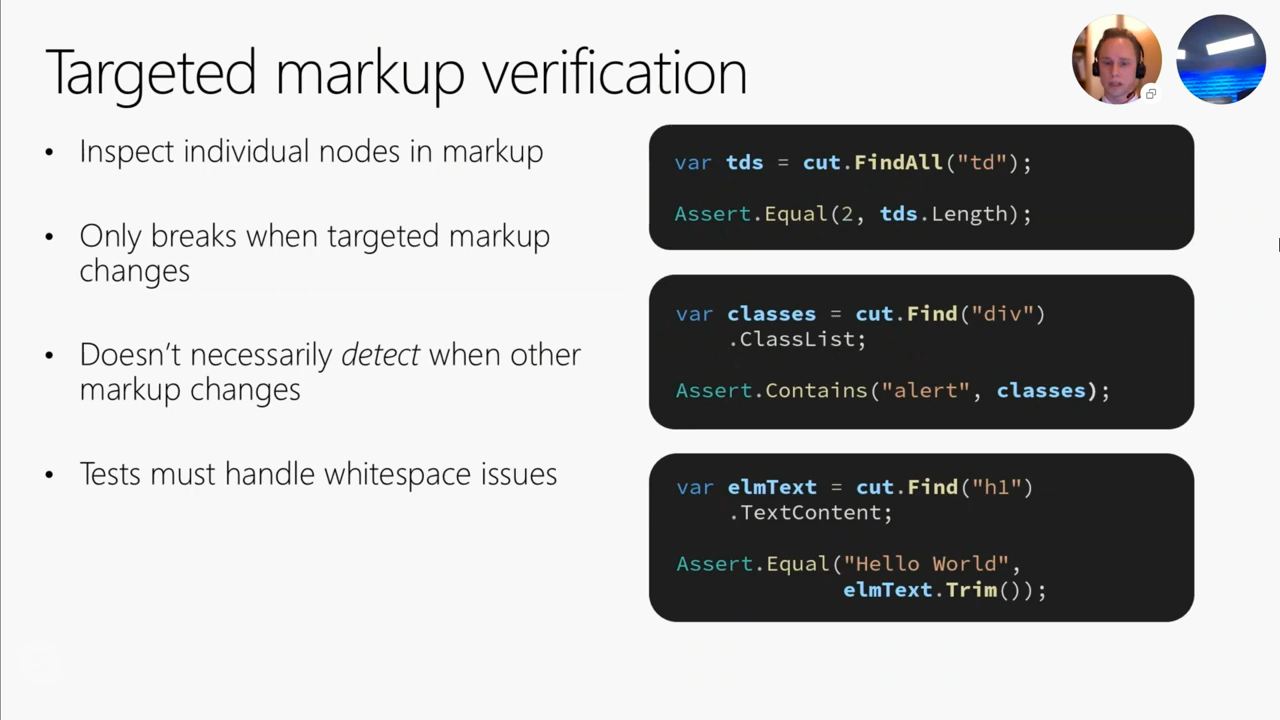 Targeted markup verification
• Inspect individual nodes in markup
• Only breaks when targeted markup
changes
• Doesn't necessarily detect when other
markup changes
• Tests must handle whitespace issues
var tds = cut.FindAll("td");
Assert.Equal(2, tds.Length);
var classes = cut.Find("div")
.ClassList;
Assert.Contains("alert", classes);
var elmText = cut.Find("h1")
.TextContent;
Assert.Equal("Hello World",
elmText.Trim());